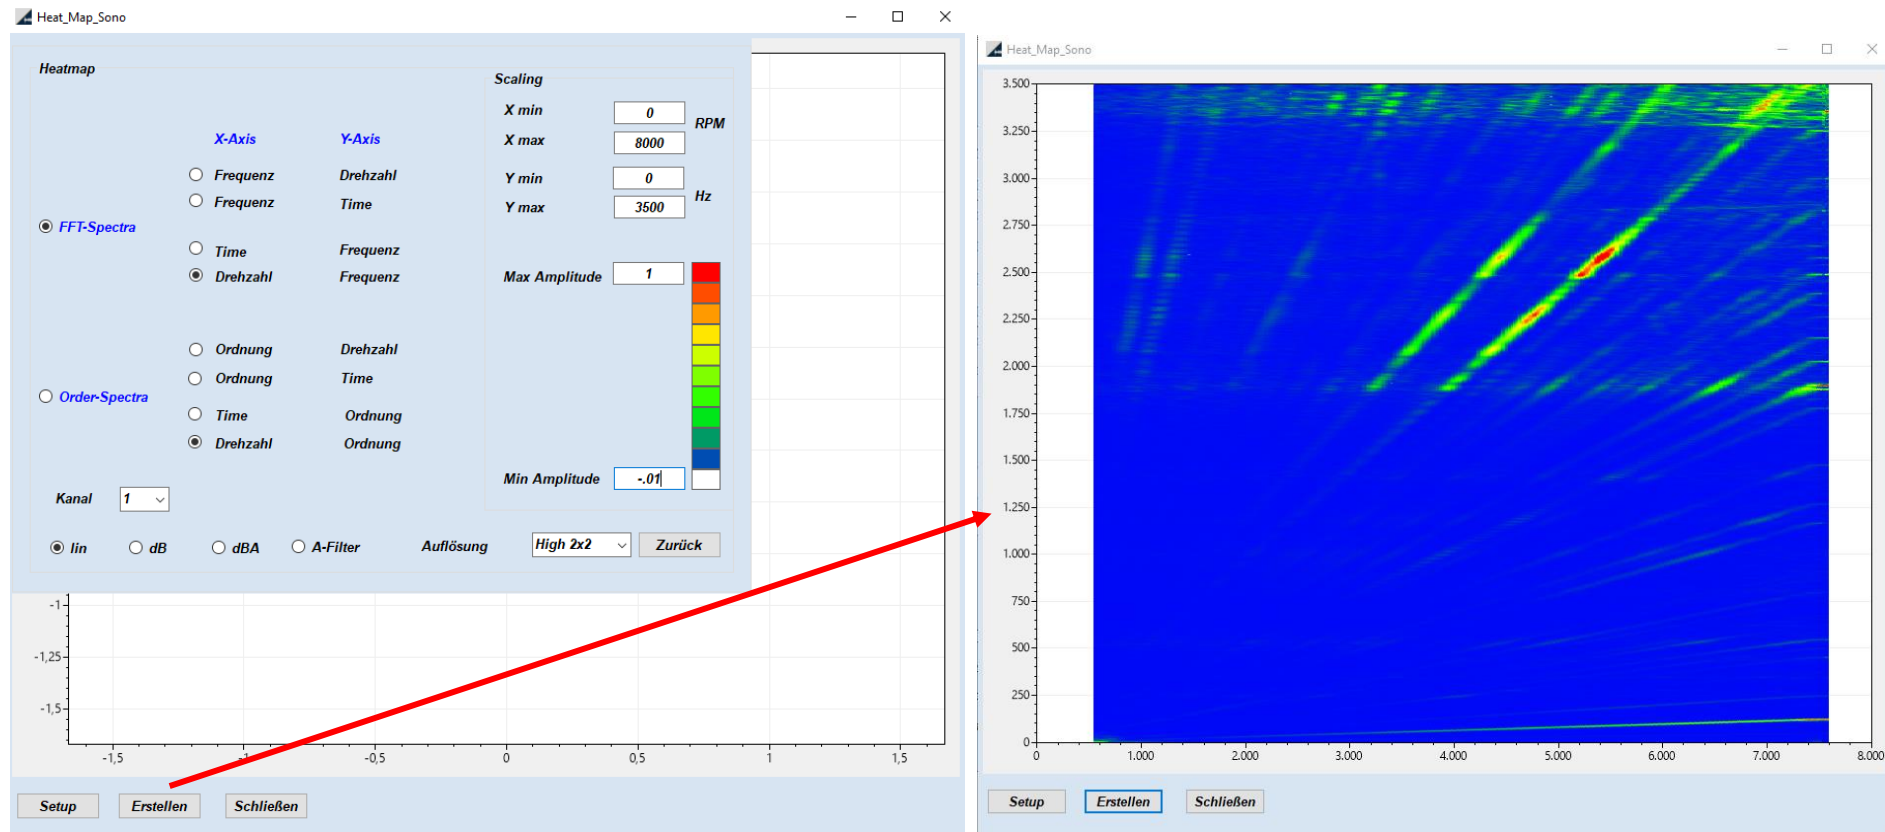 Heat_Map_Sono
Heatmap
X-Axis Y-Axis
Frequenz Drehzahl
Frequenz Time
FFT-Spectra
Time Frequenz
Drehzahl Frequenz
Ordnung Drehzahl
Ordnung Time
Order-Spectra
Time Ordnung
Drehzahl Ordnung
Kanal 1
lin dB dBA A-Filter Auflösung High 2x2 Zurück
Scaling
X min 0
RPM
X max 8000
Y min 0
Hz
Y max 3500
Max Amplitude 1
Min Amplitude -.01
-1
-1,25
-1,5
-1,5 -1 -0,5 0 0,5 1 1,5
Setup Erstellen Schließen
Heat_Map_Sono
3.500
3.250
3.000
2.750
2.500
2.250
2.000
1.750
1.500
1.250
1.000
750
500
250
0
0 1.000 2.000 3.000 4.000 5.000 6.000 7.000 8.000
Setup Erstellen Schließen